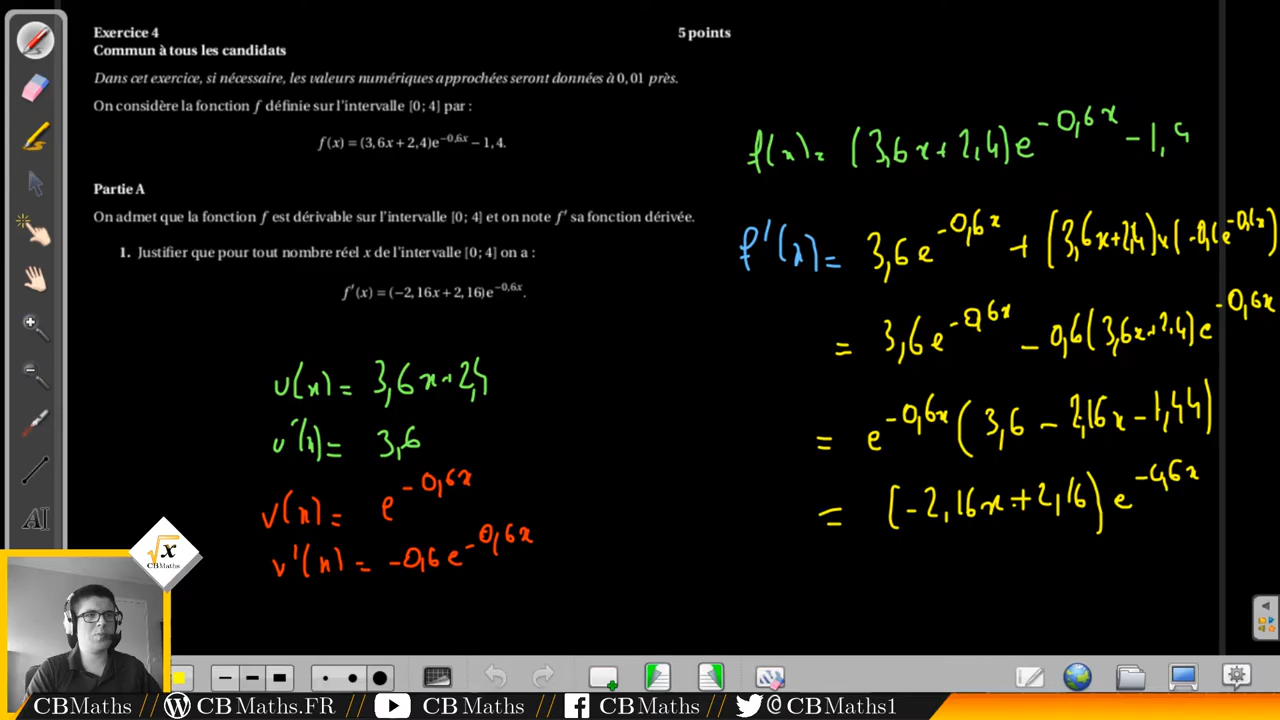 Exercice 4 5 points
Commun à tous les candidats
Dans cet exercice, si nécessaire, les valeurs numériques approchées seront données à 0,01 près.
On considère la fonction f définie sur l'intervalle [0; 4] par :
f(x) = (3,6x+2,4)e^{−0,6x} − 1,4.
Partie A
On admet que la fonction f est dérivable sur l'intervalle [0; 4] et on note f′ sa fonction dérivée.
1. Justifier que pour tout nombre réel x de l'intervalle [0; 4] on a :
f′(x) = (−2,16x+2,16)e^{−0,6x}.
u(x) = 3,6x+2,4
u'(x) = 3,6
v(x) = e^{-0,6x}
v'(x) = -0,6e^{-0,6x}
f(x) = (3,6x+2,4)e^{-0,6x} -1,4
f'(x) = 3,6e^{-0,6x} + (3,6x+2,4)×(-0,6e^{-0,6x})
= 3,6e^{-0,6x} - 0,6(3,6x+2,4)e^{-0,6x}
= e^{-0,6x}(3,6 - 2,16x - 1,44)
= (-2,16x+2,16)e^{-0,6x}
AI
√x
CBMATHS
CBMaths CBMaths.FR CBMaths CBMaths @CBMaths1